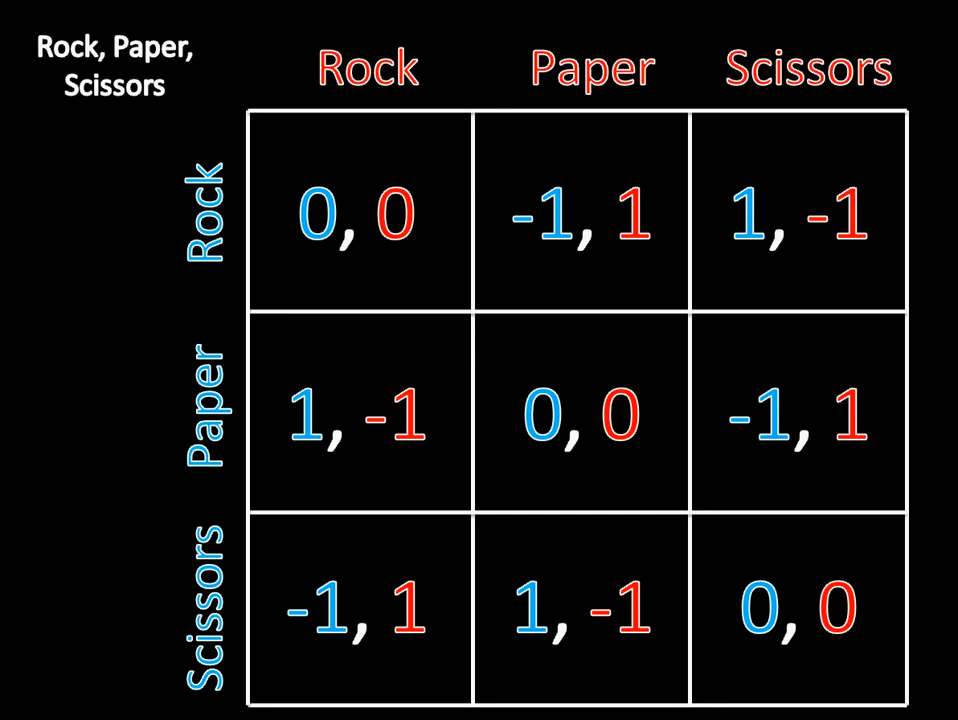 Rock, Paper,
Scissors
Rock Paper Scissors
Rock 0, 0 -1, 1 1, -1
Paper 1, -1 0, 0 -1, 1
Scissors -1, 1 1, -1 0, 0